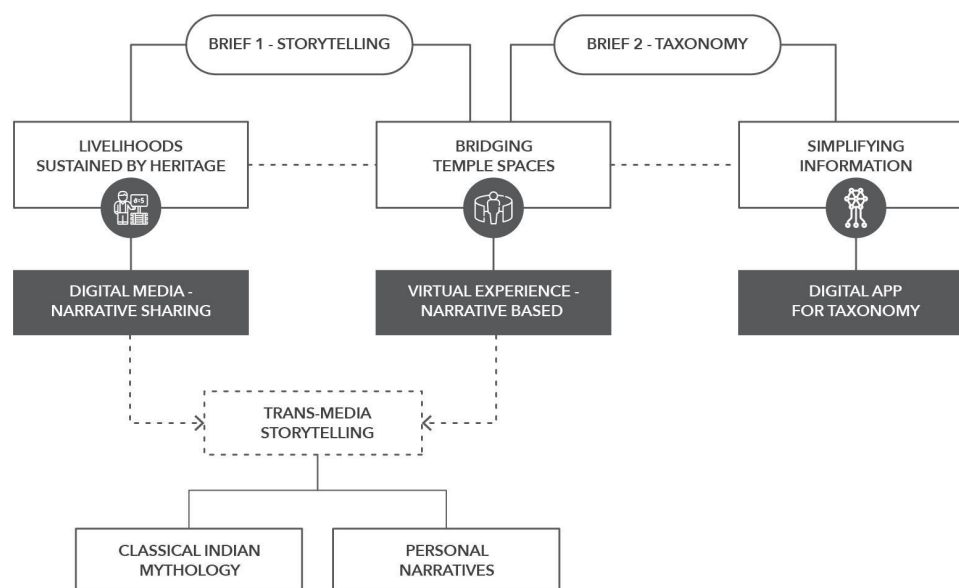 BRIEF 1 - STORYTELLING
BRIEF 2 - TAXONOMY
LIVELIHOODS
SUSTAINED BY HERITAGE
BRIDGING
TEMPLE SPACES
SIMPLIFYING
INFORMATION
DIGITAL MEDIA -
NARRATIVE SHARING
VIRTUAL EXPERIENCE -
NARRATIVE BASED
DIGITAL APP
FOR TAXONOMY
TRANS-MEDIA
STORYTELLING
CLASSICAL INDIAN
MYTHOLOGY
PERSONAL
NARRATIVES